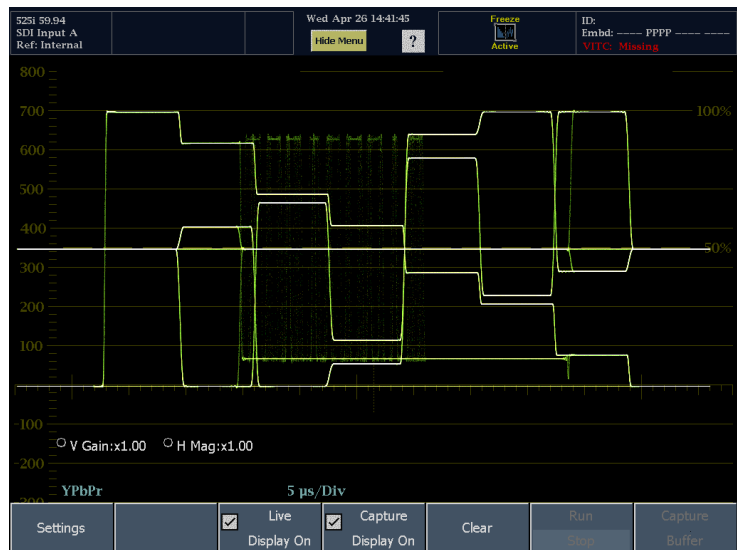 525i 59.94
SDI Input A
Ref: Internal
Wed Apr 26 14:41:45
Hide Menu
?
Freeze
Active
ID:
Embd: ---- PPPP ---- ----
VITC: Missing
800
700
100%
600
500
400
300
50%
200
100
-100
V Gain:x1.00
H Mag:x1.00
-200
YPbPr
5 µs/Div
-300
Settings
Live
Display On
Capture
Display On
Clear
Run
Stop
Capture
Buffer